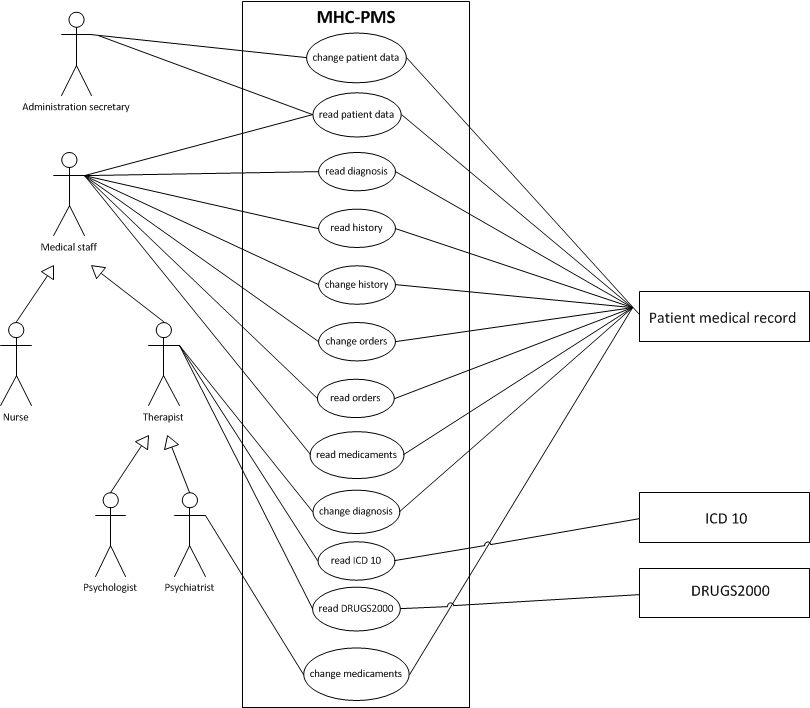 MHC-PMS
change patient data
Administration secretary
read patient data
read diagnosis
Medical staff
read history
change history
Patient medical record
change orders
Nurse
Therapist
read orders
read medicaments
change diagnosis
ICD 10
read ICD 10
Psychologist
Psychiatrist
DRUGS2000
read DRUGS2000
change medicaments